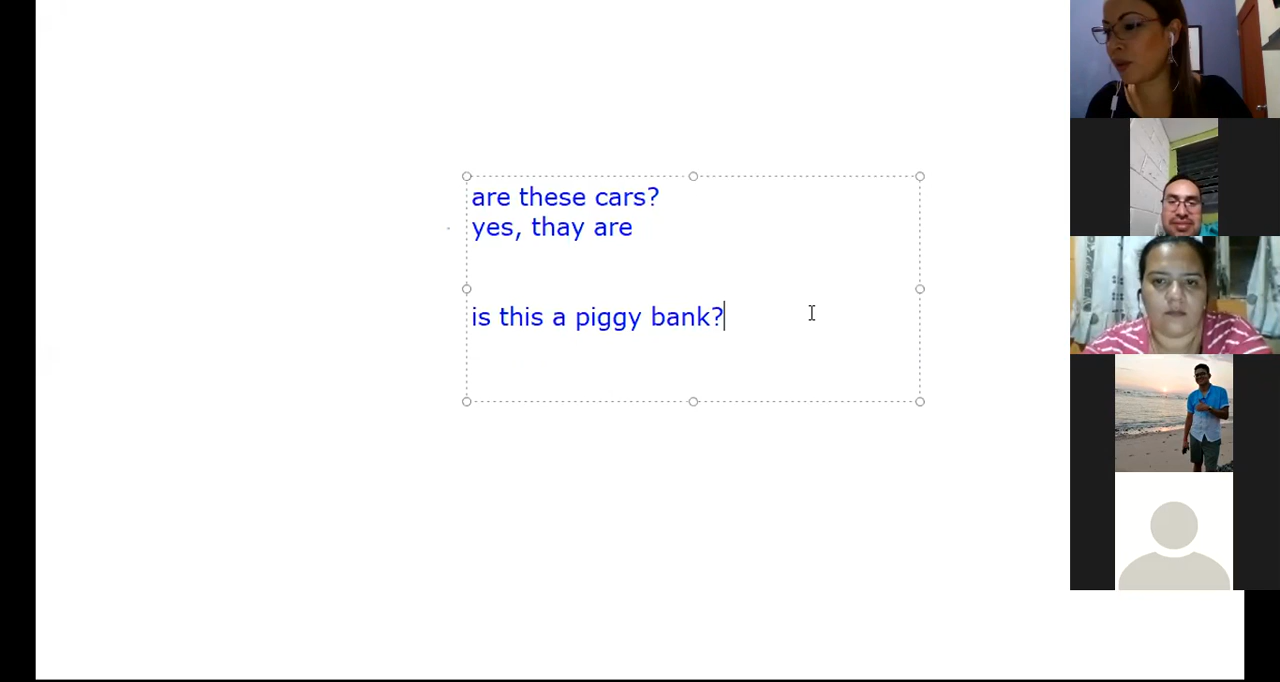 are these cars?
yes, thay are
is this a piggy bank?